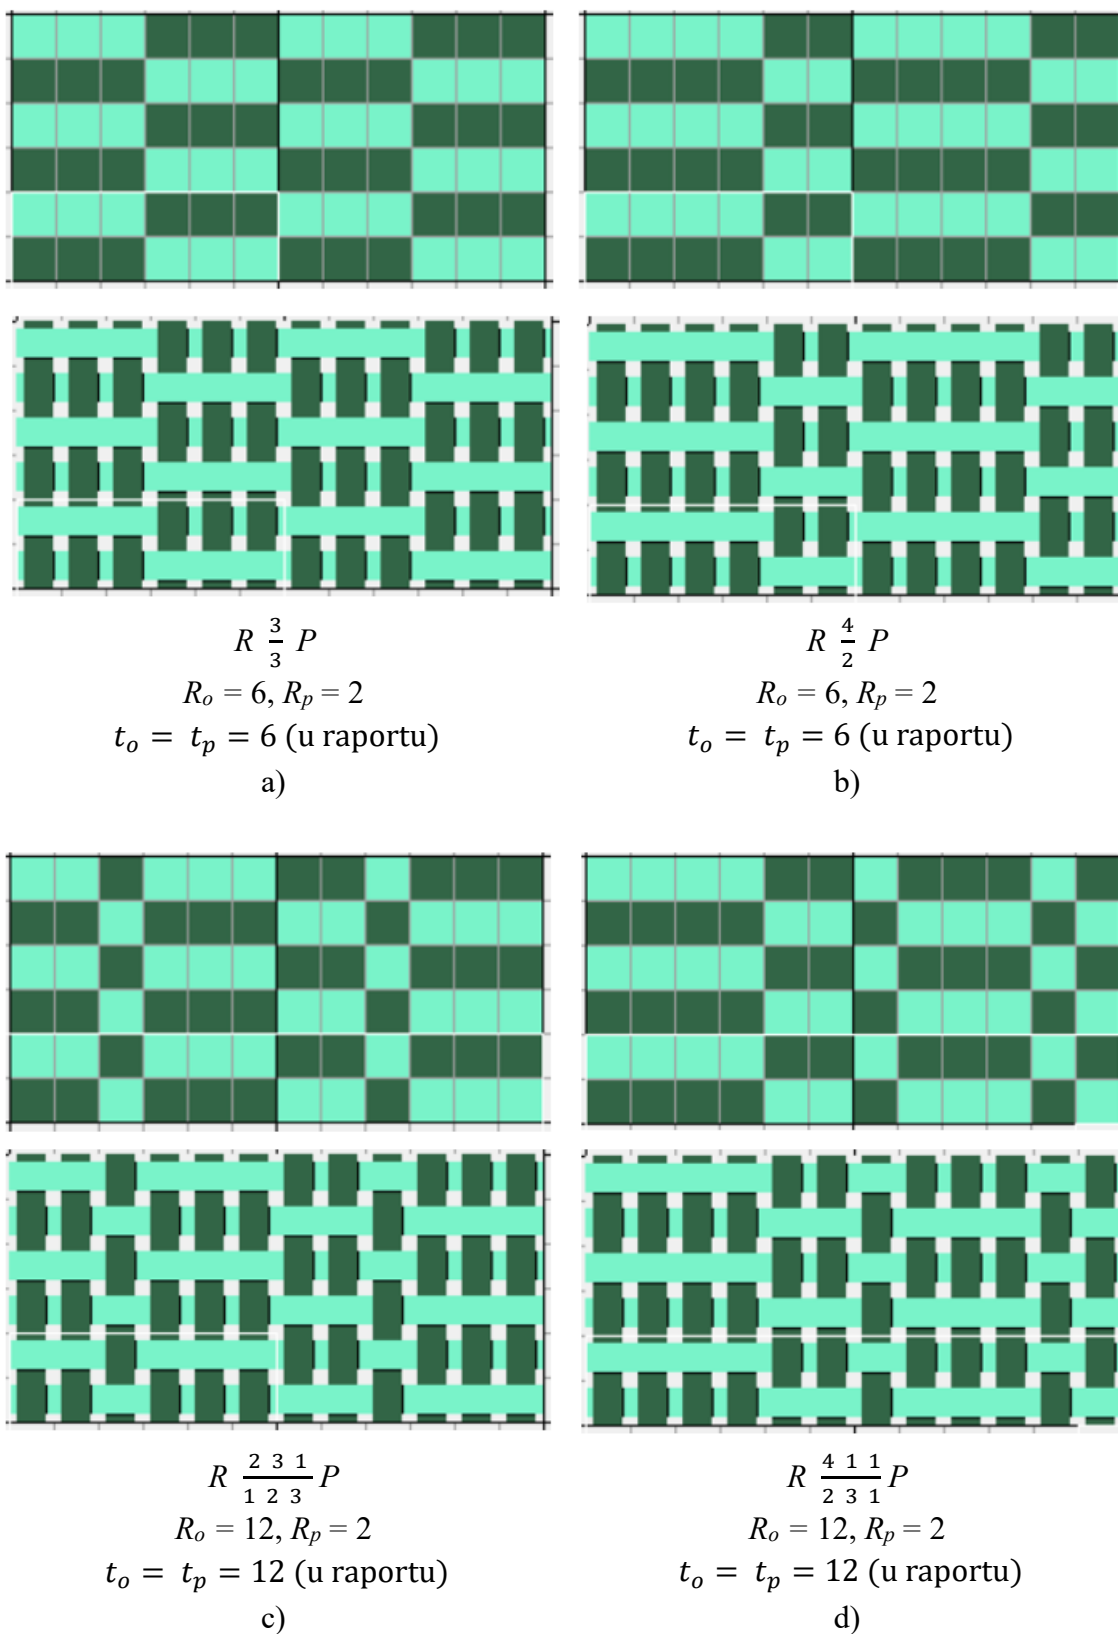 R 3/3 P
R 4/2 P
Rₒ = 6, Rₚ = 2
Rₒ = 6, Rₚ = 2
tₒ = tₚ = 6 (u raportu)
tₒ = tₚ = 6 (u raportu)
a)
b)
R 2 3 1/1 2 3 P
R 4 1 1/2 3 1 P
Rₒ = 12, Rₚ = 2
Rₒ = 12, Rₚ = 2
tₒ = tₚ = 12 (u raportu)
tₒ = tₚ = 12 (u raportu)
c)
d)